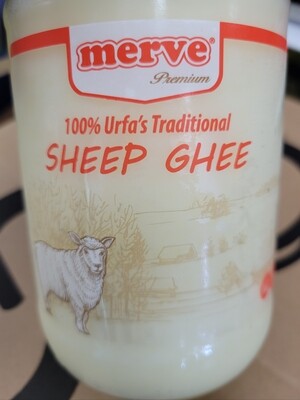 merve®
Premium
100% Urfa's Traditional
SHEEP GHEE